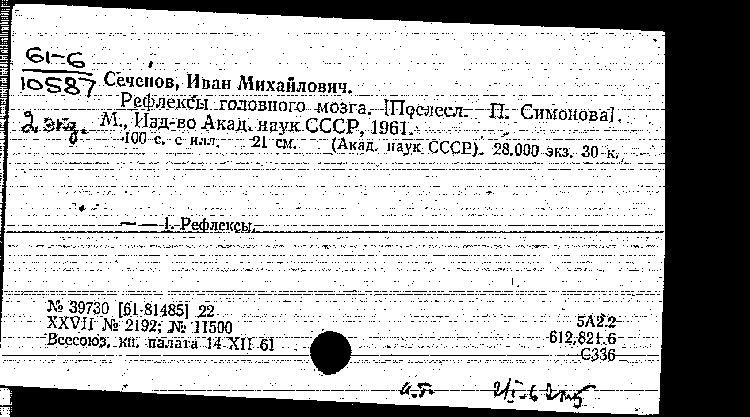 61-6
10587
2 экз.
Сеченов, Иван Михайлович.
Рефлексы головного мозга. [Послесл. П. Симонова].
М., Изд-во Акад. наук СССР, 1961.
100 с. с илл. 21 см. (Акад. наук СССР). 28.000 экз. 30 к.
— — 1. Рефлексы.
№ 39730 [61-81485] 22
XXVII № 2192; № П500
Всесоюз. кн. палата 14 XII 61
5А2.2
612.821.6
С336